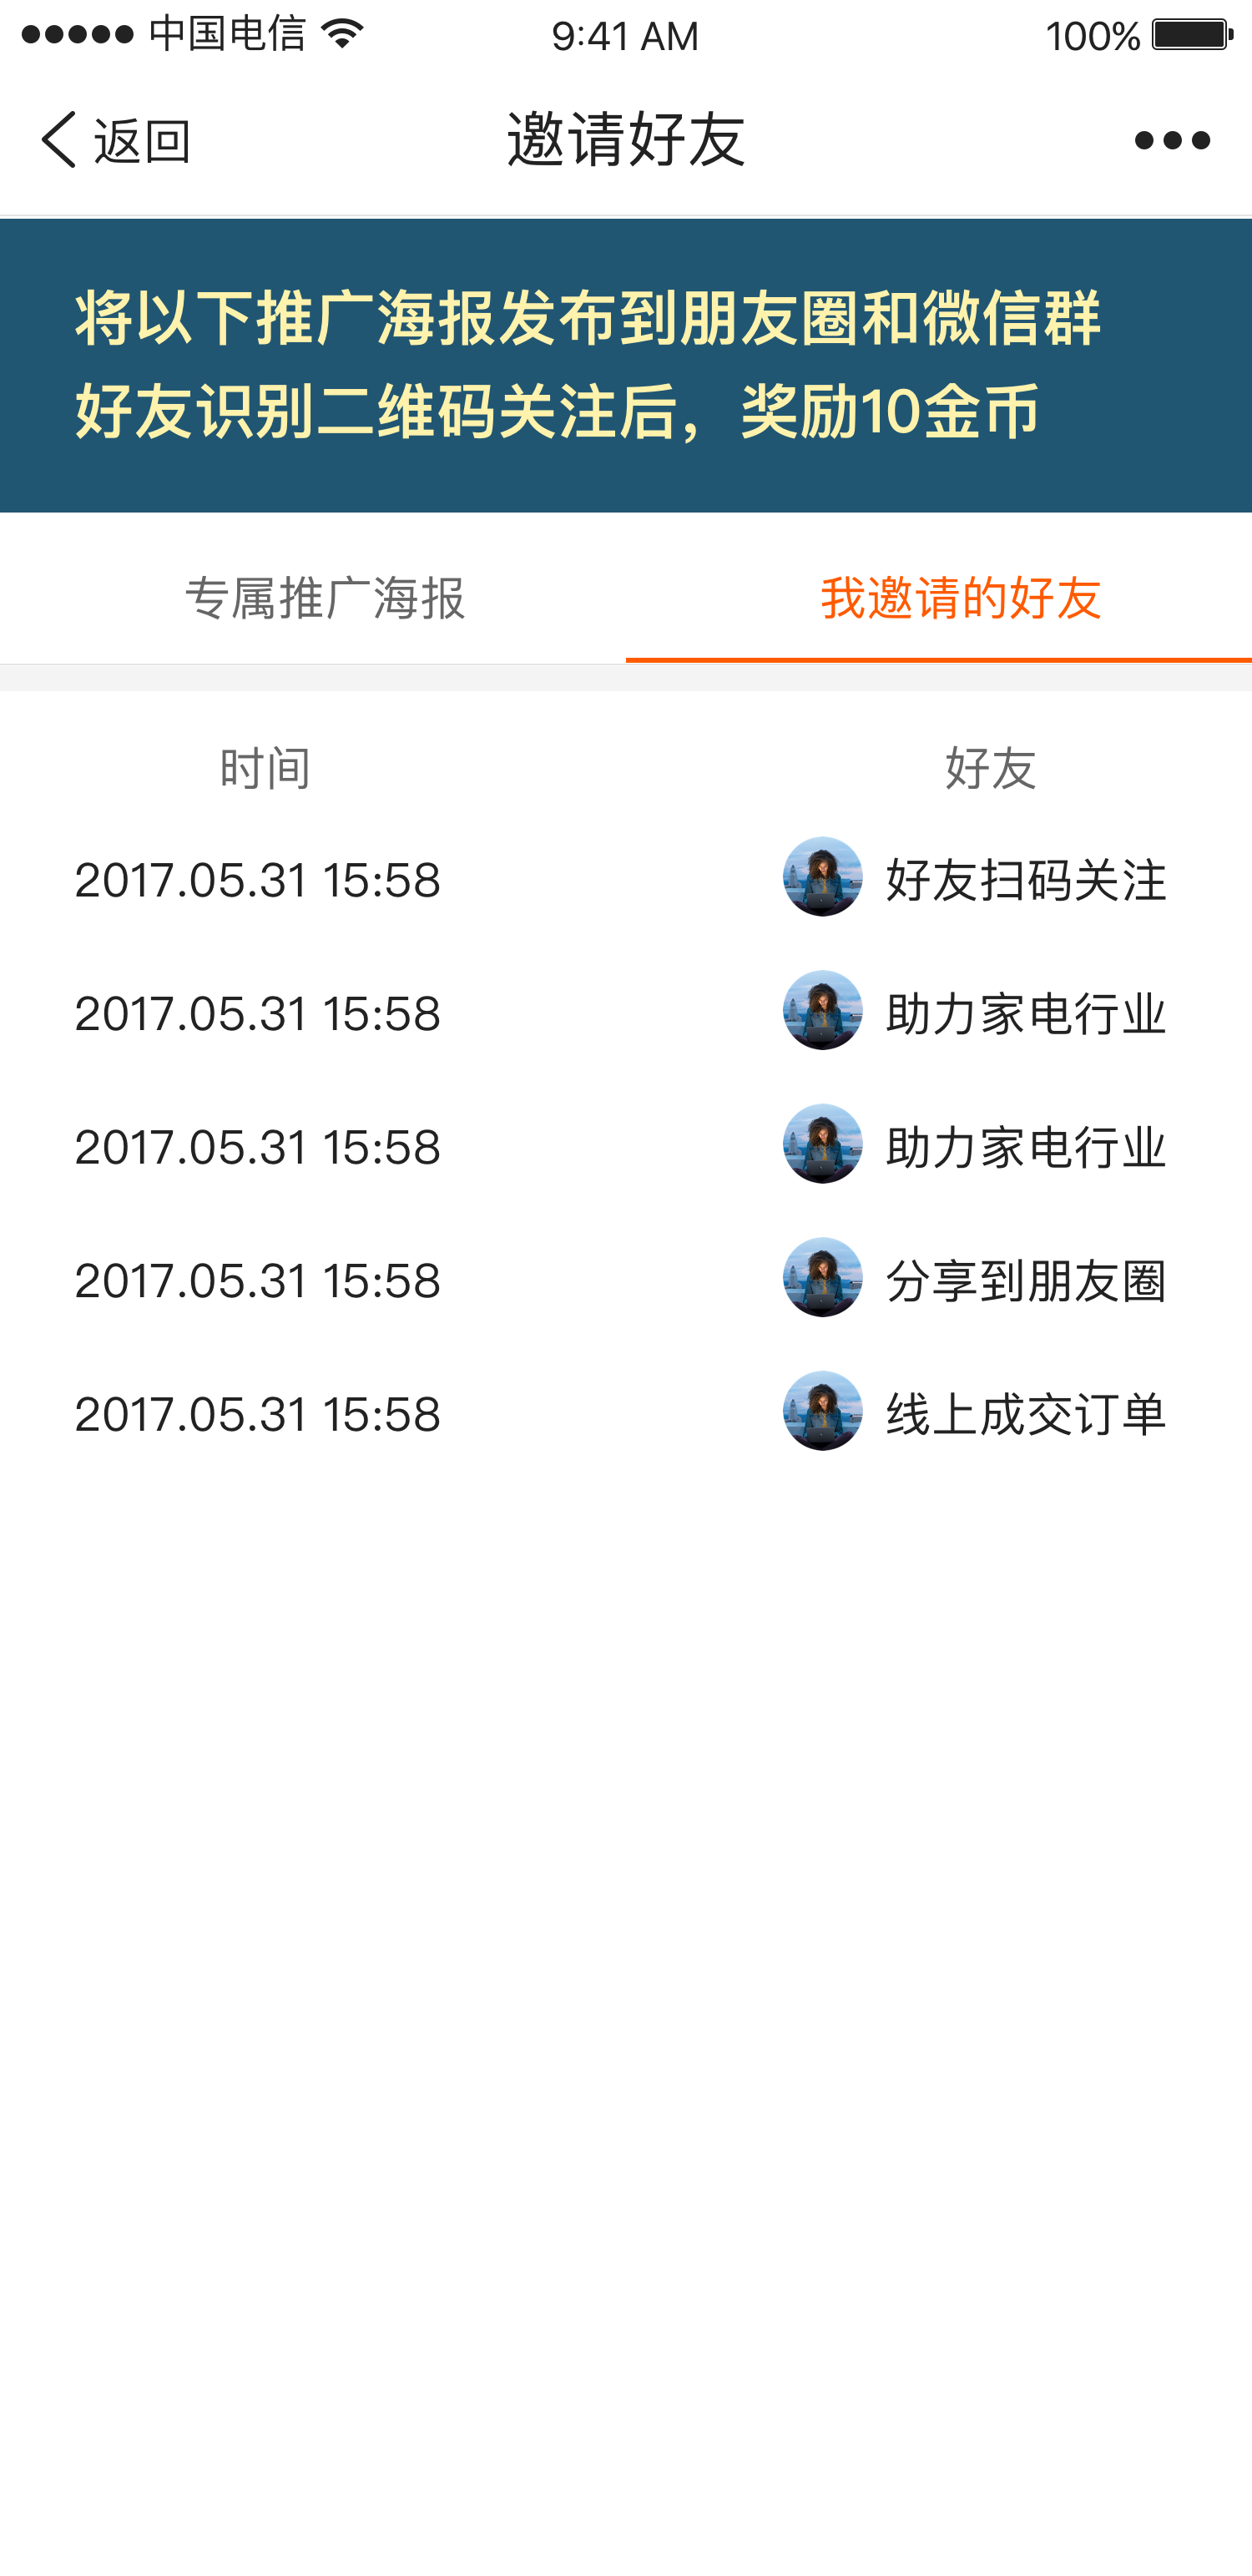 中国电信 9:41 AM 100%
返回 邀请好友
将以下推广海报发布到朋友圈和微信群
好友识别二维码关注后，奖励10金币
专属推广海报 我邀请的好友
时间 好友
2017.05.31 15:58 好友扫码关注
2017.05.31 15:58 助力家电行业
2017.05.31 15:58 助力家电行业
2017.05.31 15:58 分享到朋友圈
2017.05.31 15:58 线上成交订单